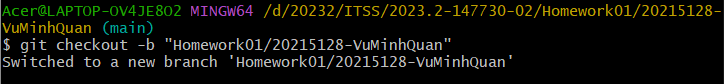 Acer@LAPTOP-OV4JE8O2 MINGW64 /d/20232/ITSS/2023.2-147730-02/Homework01/20215128-
VuMinhQuan (main)
$ git checkout -b "Homework01/20215128-VuMinhQuan"
Switched to a new branch 'Homework01/20215128-VuMinhQuan'